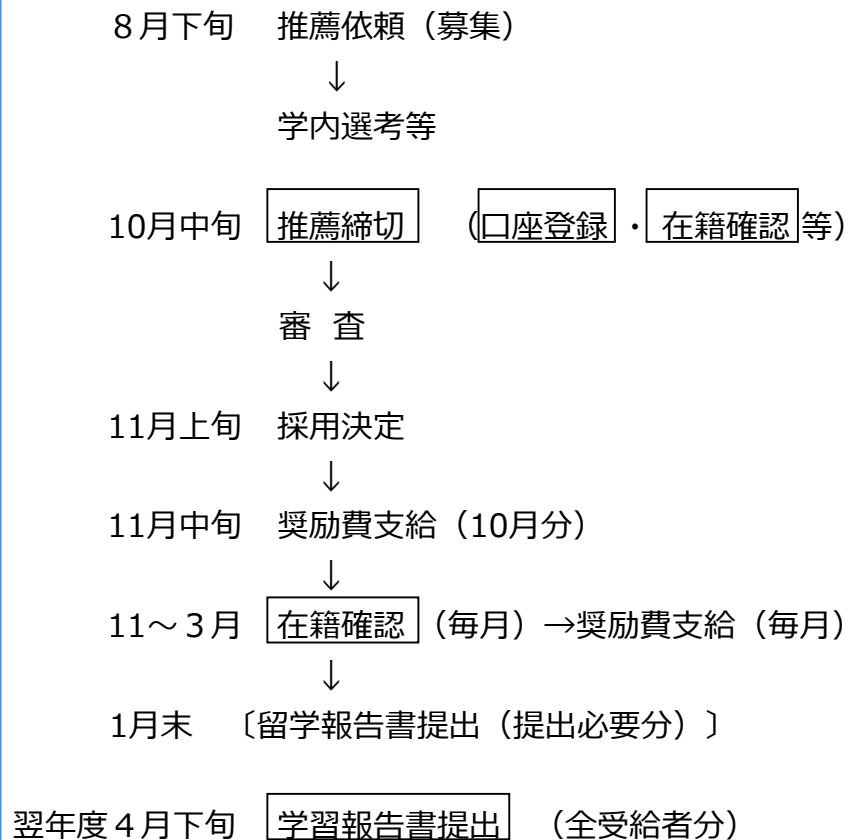 ８月下旬　推薦依頼（募集）
↓
学内選考等
10月中旬　推薦締切　（口座登録・在籍確認等）
↓
審 査
↓
11月上旬　採用決定
↓
11月中旬　奨励費支給（10月分）
↓
11～３月　在籍確認（毎月）→奨励費支給（毎月）
↓
1月末　〔留学報告書提出（提出必要分）〕
翌年度４月下旬　学習報告書提出　（全受給者分）